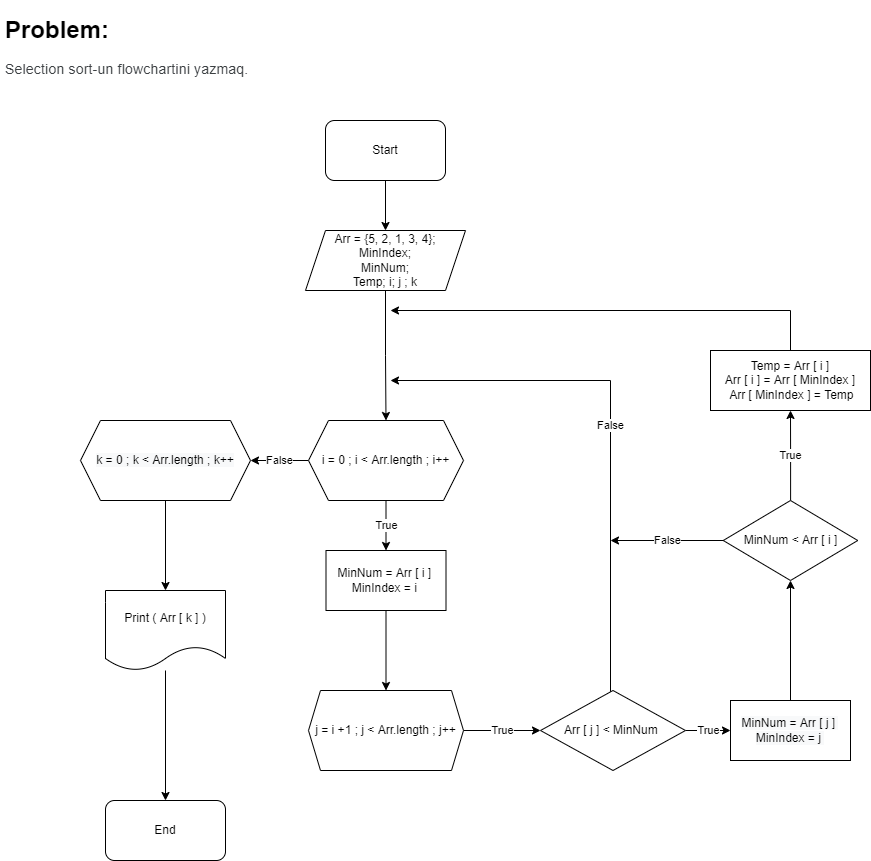 Problem:
Selection sort-un flowchartini yazmaq.
Start
Arr = {5, 2, 1, 3, 4};
MinIndex;
MinNum;
Temp; i; j ; k
Temp = Arr [ i ]
Arr [ i ] = Arr [ MinIndex ]
Arr [ MinIndex ] = Temp
False
True
k = 0 ; k < Arr.length ; k++
False
i = 0 ; i < Arr.length ; i++
True
False
MinNum < Arr [ i ]
MinNum = Arr [ i ]
MinIndex = i
Print ( Arr [ k ] )
j = i +1 ; j < Arr.length ; j++
True
Arr [ j ] < MinNum
True
MinNum = Arr [ j ]
MinIndex = j
End